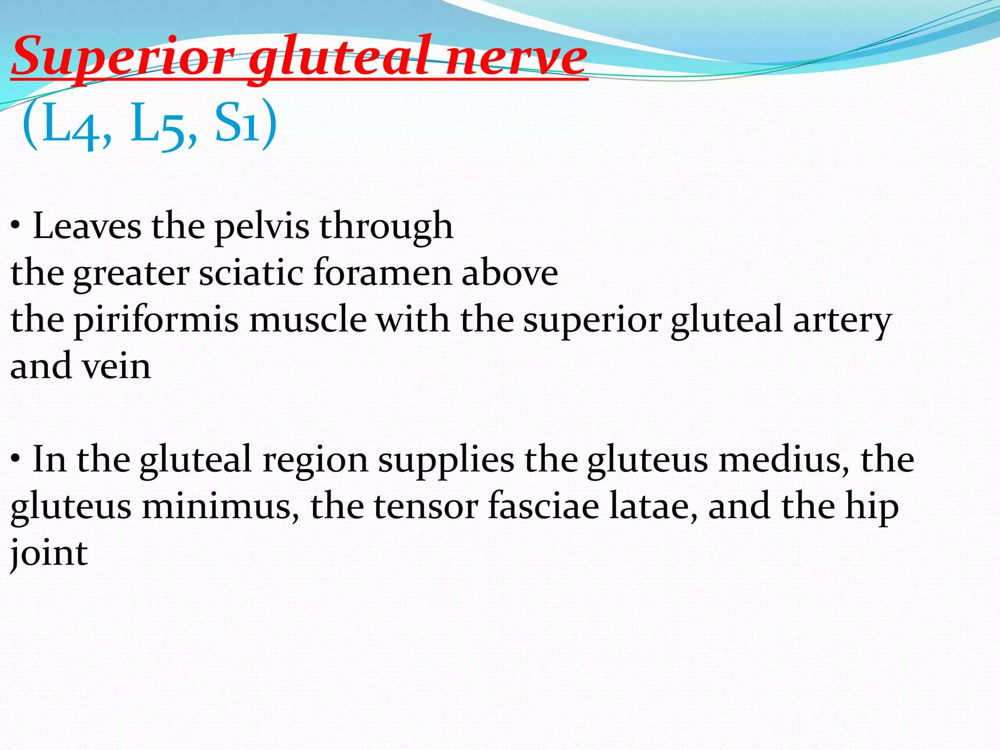 Superior gluteal nerve
(L4, L5, S1)
• Leaves the pelvis through
the greater sciatic foramen above
the piriformis muscle with the superior gluteal artery
and vein
• In the gluteal region supplies the gluteus medius, the
gluteus minimus, the tensor fasciae latae, and the hip
joint